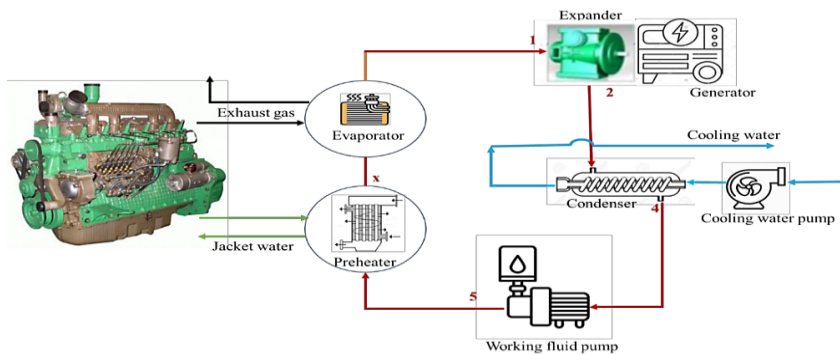 Expander
1
2
Generator
Exhaust gas
Evaporator
Cooling water
x
Condenser
4
Cooling water pump
Jacket water
Preheater
5
Working fluid pump